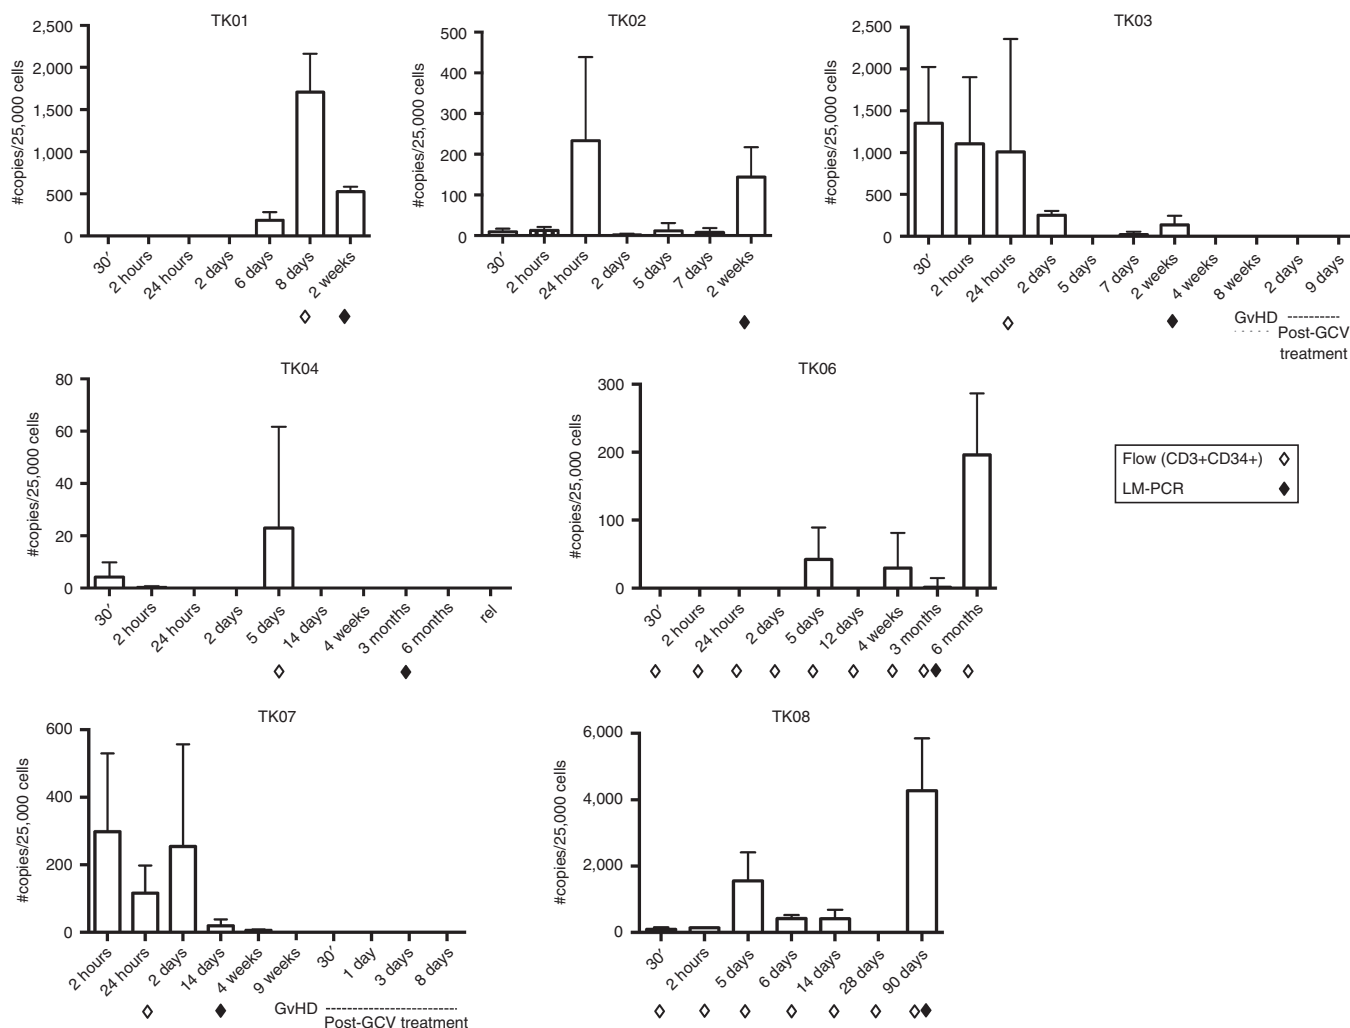 TK01
#copies/25,000 cells
2,500
2,000
1,500
1,000
500
0
30′
2 hours
24 hours
2 days
6 days
8 days
2 weeks
TK02
#copies/25,000 cells
500
400
300
200
100
0
30′
2 hours
24 hours
2 days
5 days
7 days
2 weeks
TK03
#copies/25,000 cells
2,500
2,000
1,500
1,000
500
0
30′
2 hours
24 hours
2 days
5 days
7 days
2 weeks
4 weeks
8 weeks
2 days
9 days
GvHD
Post-GCV
treatment
TK04
#copies/25,000 cells
80
60
40
20
0
30′
2 hours
24 hours
2 days
5 days
14 days
4 weeks
3 months
6 months
rel
TK06
#copies/25,000 cells
300
200
100
0
30′
2 hours
24 hours
2 days
5 days
12 days
4 weeks
3 months
6 months
Flow (CD3+CD34+)
LM-PCR
TK07
#copies/25,000 cells
600
400
200
0
2 hours
24 hours
2 days
14 days
4 weeks
9 weeks
30′
1 day
3 days
8 days
GvHD
Post-GCV treatment
TK08
#copies/25,000 cells
6,000
4,000
2,000
0
30′
2 hours
5 days
6 days
14 days
28 days
90 days